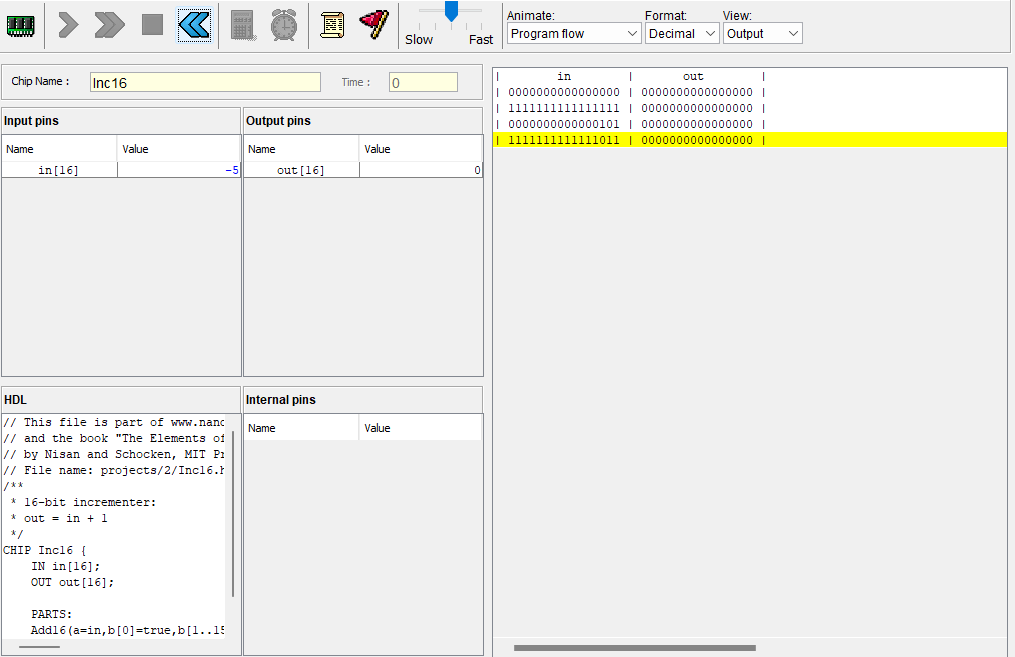 Slow Fast
Animate:
Program flow
Format:
Decimal
View:
Output
Chip Name :
Inc16
Time :
0
Input pins
Name Value
in[16] -5
Output pins
Name Value
out[16] 0
HDL
// This file is part of www.nand
// and the book "The Elements of
// by Nisan and Schocken, MIT Pr
// File name: projects/2/Inc16.h
/**
* 16-bit incrementer:
* out = in + 1
*/
CHIP Inc16 {
IN in[16];
OUT out[16];
PARTS:
Add16(a=in,b[0]=true,b[1..15
Internal pins
Name Value
| in | out |
| 0000000000000000 | 0000000000000000 |
| 1111111111111111 | 0000000000000000 |
| 0000000000000101 | 0000000000000000 |
| 1111111111111011 | 0000000000000000 |